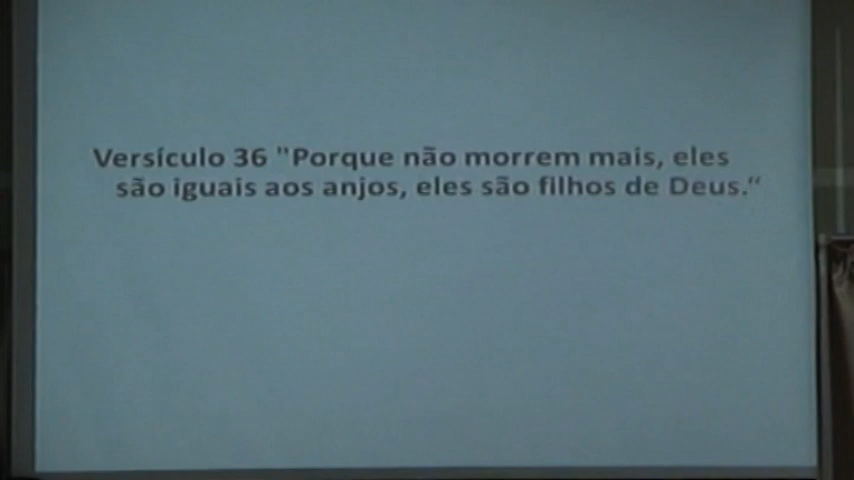 Versículo 36 "Porque não morrem mais, eles
são iguais aos anjos, eles são filhos de Deus.“